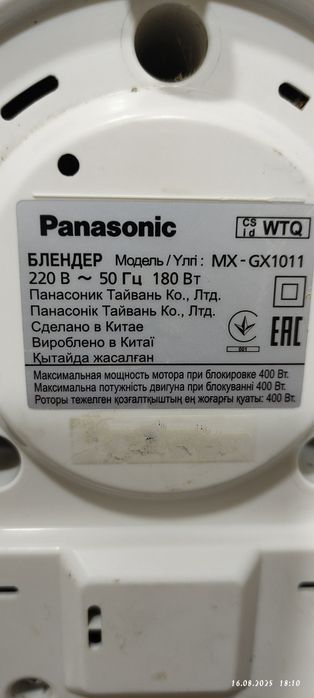 Panasonic
CS id WTQ
БЛЕНДЕР Модель / Үлгі : MX - GX1011
220 В ~ 50 Гц 180 Вт
Панасоник Тайвань Ко., Лтд.
Панасонік Тайвань Ко., Лтд.
Сделано в Китае
Вироблено в Китаї
Қытайда жасалған
EAC
Максимальная мощность мотора при блокировке 400 Вт.
Максимальна потужність двигуна при блокуванні 400 Вт.
Роторы тежелген қозғалтқыштың ең жоғарғы қуаты: 400 Вт.
16.08.2025 18:10